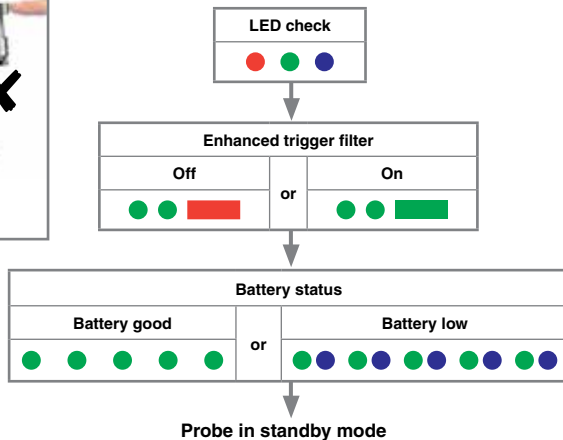 LED check
Enhanced trigger filter
Off
or
On
Battery status
Battery good
or
Battery low
Probe in standby mode